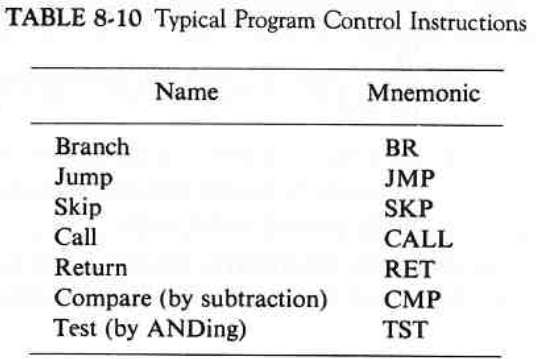 TABLE 8-10 Typical Program Control Instructions
Name Mnemonic
Branch BR
Jump JMP
Skip SKP
Call CALL
Return RET
Compare (by subtraction) CMP
Test (by ANDing) TST